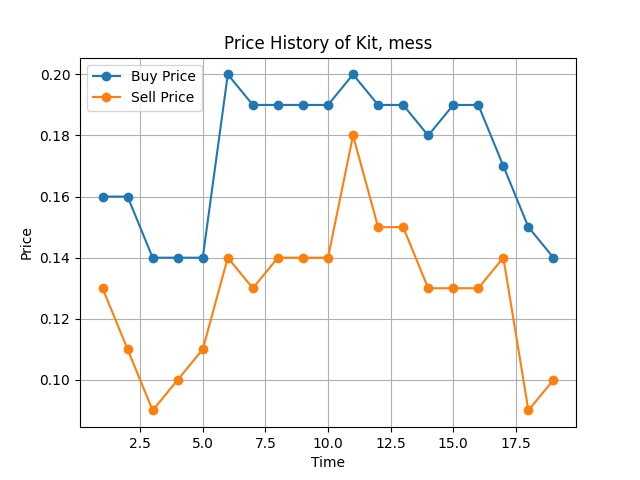 Price History of Kit, mess
Buy Price
Sell Price
0.20
0.18
0.16
0.14
0.12
0.10
Price
2.5 5.0 7.5 10.0 12.5 15.0 17.5
Time